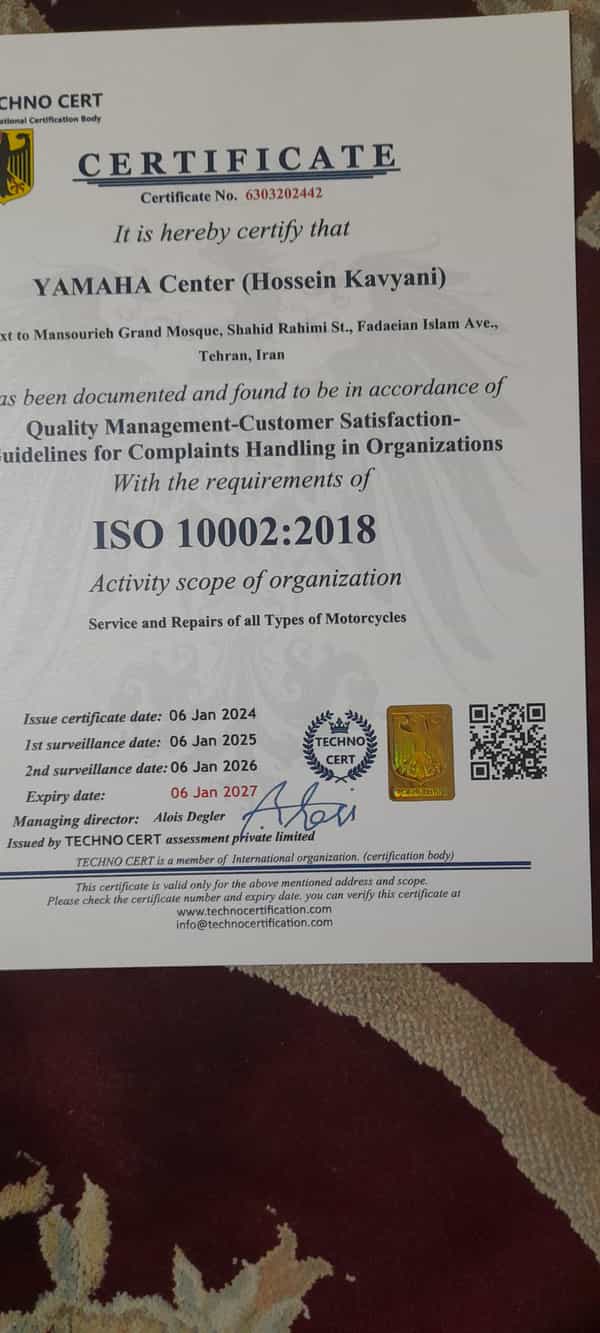 CHNO CERT
ational Certification Body
CERTIFICATE
Certificate No. 6303202442
It is hereby certify that
YAMAHA Center (Hossein Kavyani)
xt to Mansourieh Grand Mosque, Shahid Rahimi St., Fadaeian Islam Ave.,
Tehran, Iran
as been documented and found to be in accordance of
Quality Management-Customer Satisfaction-
uidelines for Complaints Handling in Organizations
With the requirements of
ISO 10002:2018
Activity scope of organization
Service and Repairs of all Types of Motorcycles
Issue certificate date: 06 Jan 2024
1st surveillance date: 06 Jan 2025
2nd surveillance date: 06 Jan 2026
Expiry date: 06 Jan 2027
Managing director: Alois Degler
TECHNO
CERT
Issued by TECHNO CERT assessment private limited
TECHNO CERT is a member of International organization. (certification body)
This certificate is valid only for the above mentioned address and scope.
Please check the certificate number and expiry date. you can verify this certificate at
www.technocertification.com
info@technocertification.com